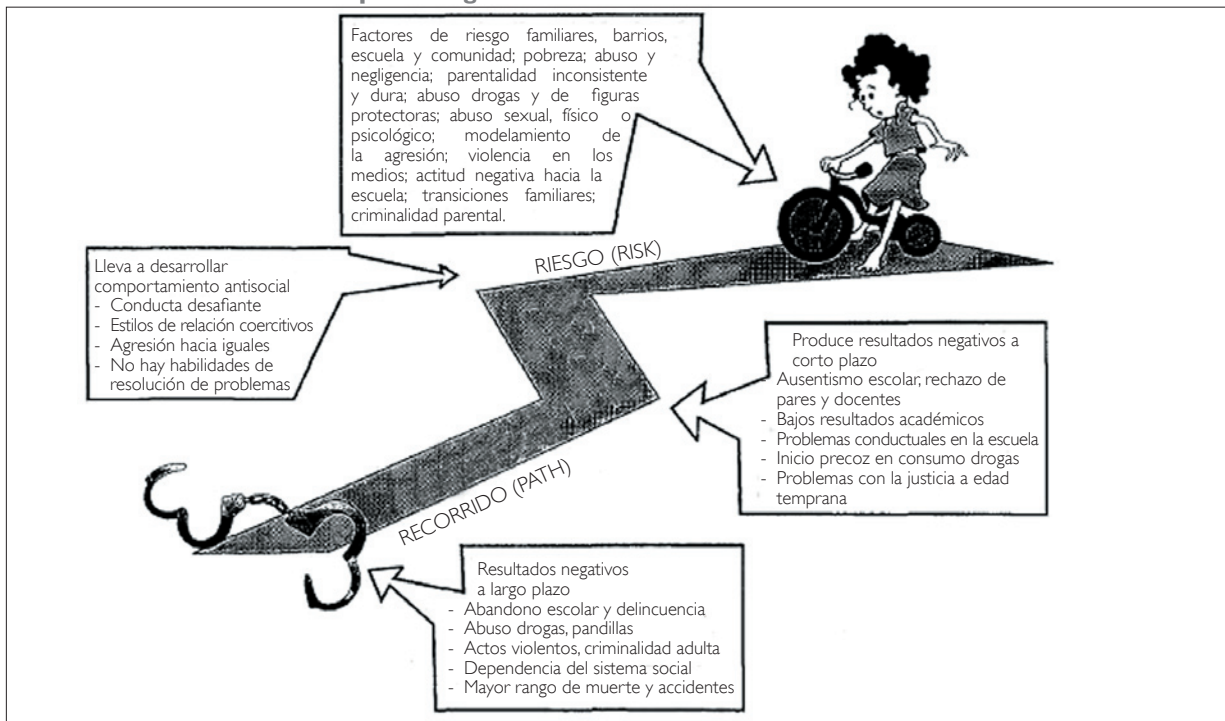 Factores de riesgo familiares, barrios,
escuela y comunidad; pobreza; abuso y
negligencia; parentalidad inconsistente
y dura; abuso drogas y de figuras
protectoras; abuso sexual, físico o
psicológico; modelamiento de
la agresión; violencia en los
medios; actitud negativa hacia la
escuela; transiciones familiares;
criminalidad parental.
RIESGO (RISK)
Lleva a desarrollar
comportamiento antisocial
- Conducta desafiante
- Estilos de relación coercitivos
- Agresión hacia iguales
- No hay habilidades de
resolución de problemas
Produce resultados negativos a
corto plazo
Ausentismo escolar, rechazo de
pares y docentes
- Bajos resultados académicos
- Problemas conductuales en la escuela
- Inicio precoz en consumo drogas
- Problemas con la justicia a edad
temprana
RECORRIDO (PATH)
Resultados negativos
a largo plazo
- Abandono escolar y delincuencia
- Abuso drogas, pandillas
- Actos violentos, criminalidad adulta
- Dependencia del sistema social
- Mayor rango de muerte y accidentes